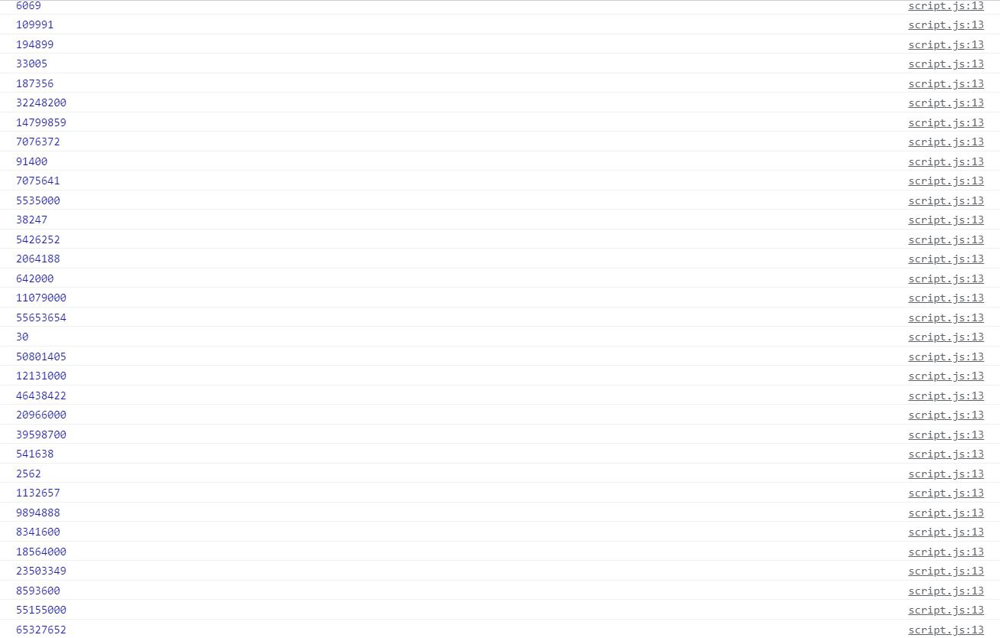 6069 script.js:13
109991 script.js:13
194899 script.js:13
33005 script.js:13
187356 script.js:13
32248200 script.js:13
14799859 script.js:13
7076372 script.js:13
91400 script.js:13
7075641 script.js:13
5535000 script.js:13
38247 script.js:13
5426252 script.js:13
2064188 script.js:13
642000 script.js:13
11079000 script.js:13
55653654 script.js:13
30 script.js:13
50801405 script.js:13
12131000 script.js:13
46438422 script.js:13
20966000 script.js:13
39598700 script.js:13
541638 script.js:13
2562 script.js:13
1132657 script.js:13
9894888 script.js:13
8341600 script.js:13
18564000 script.js:13
23503349 script.js:13
8593600 script.js:13
55155000 script.js:13
65327652 script.js:13